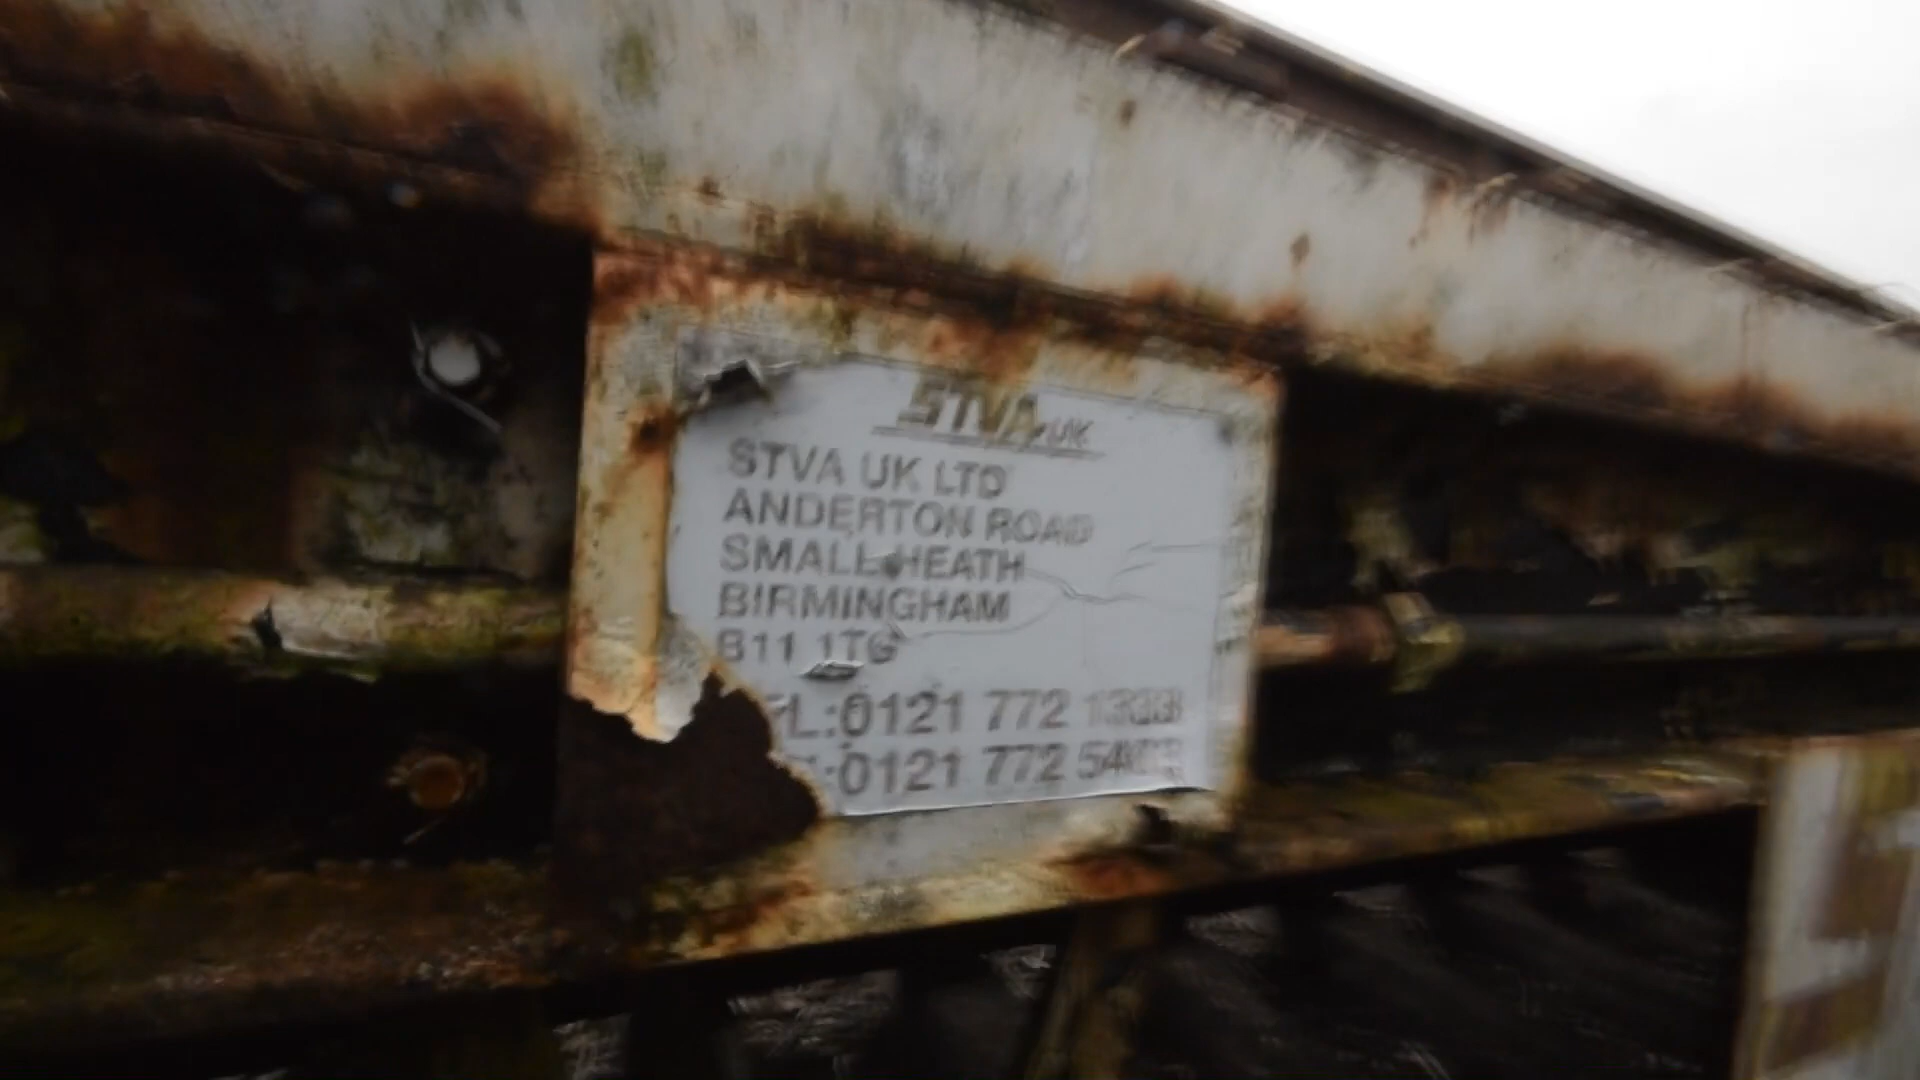 STVA UK
STVA UK LTD
ANDERTON ROAD
SMALL HEATH
BIRMINGHAM
B11 1TG
0121 772
0121 772